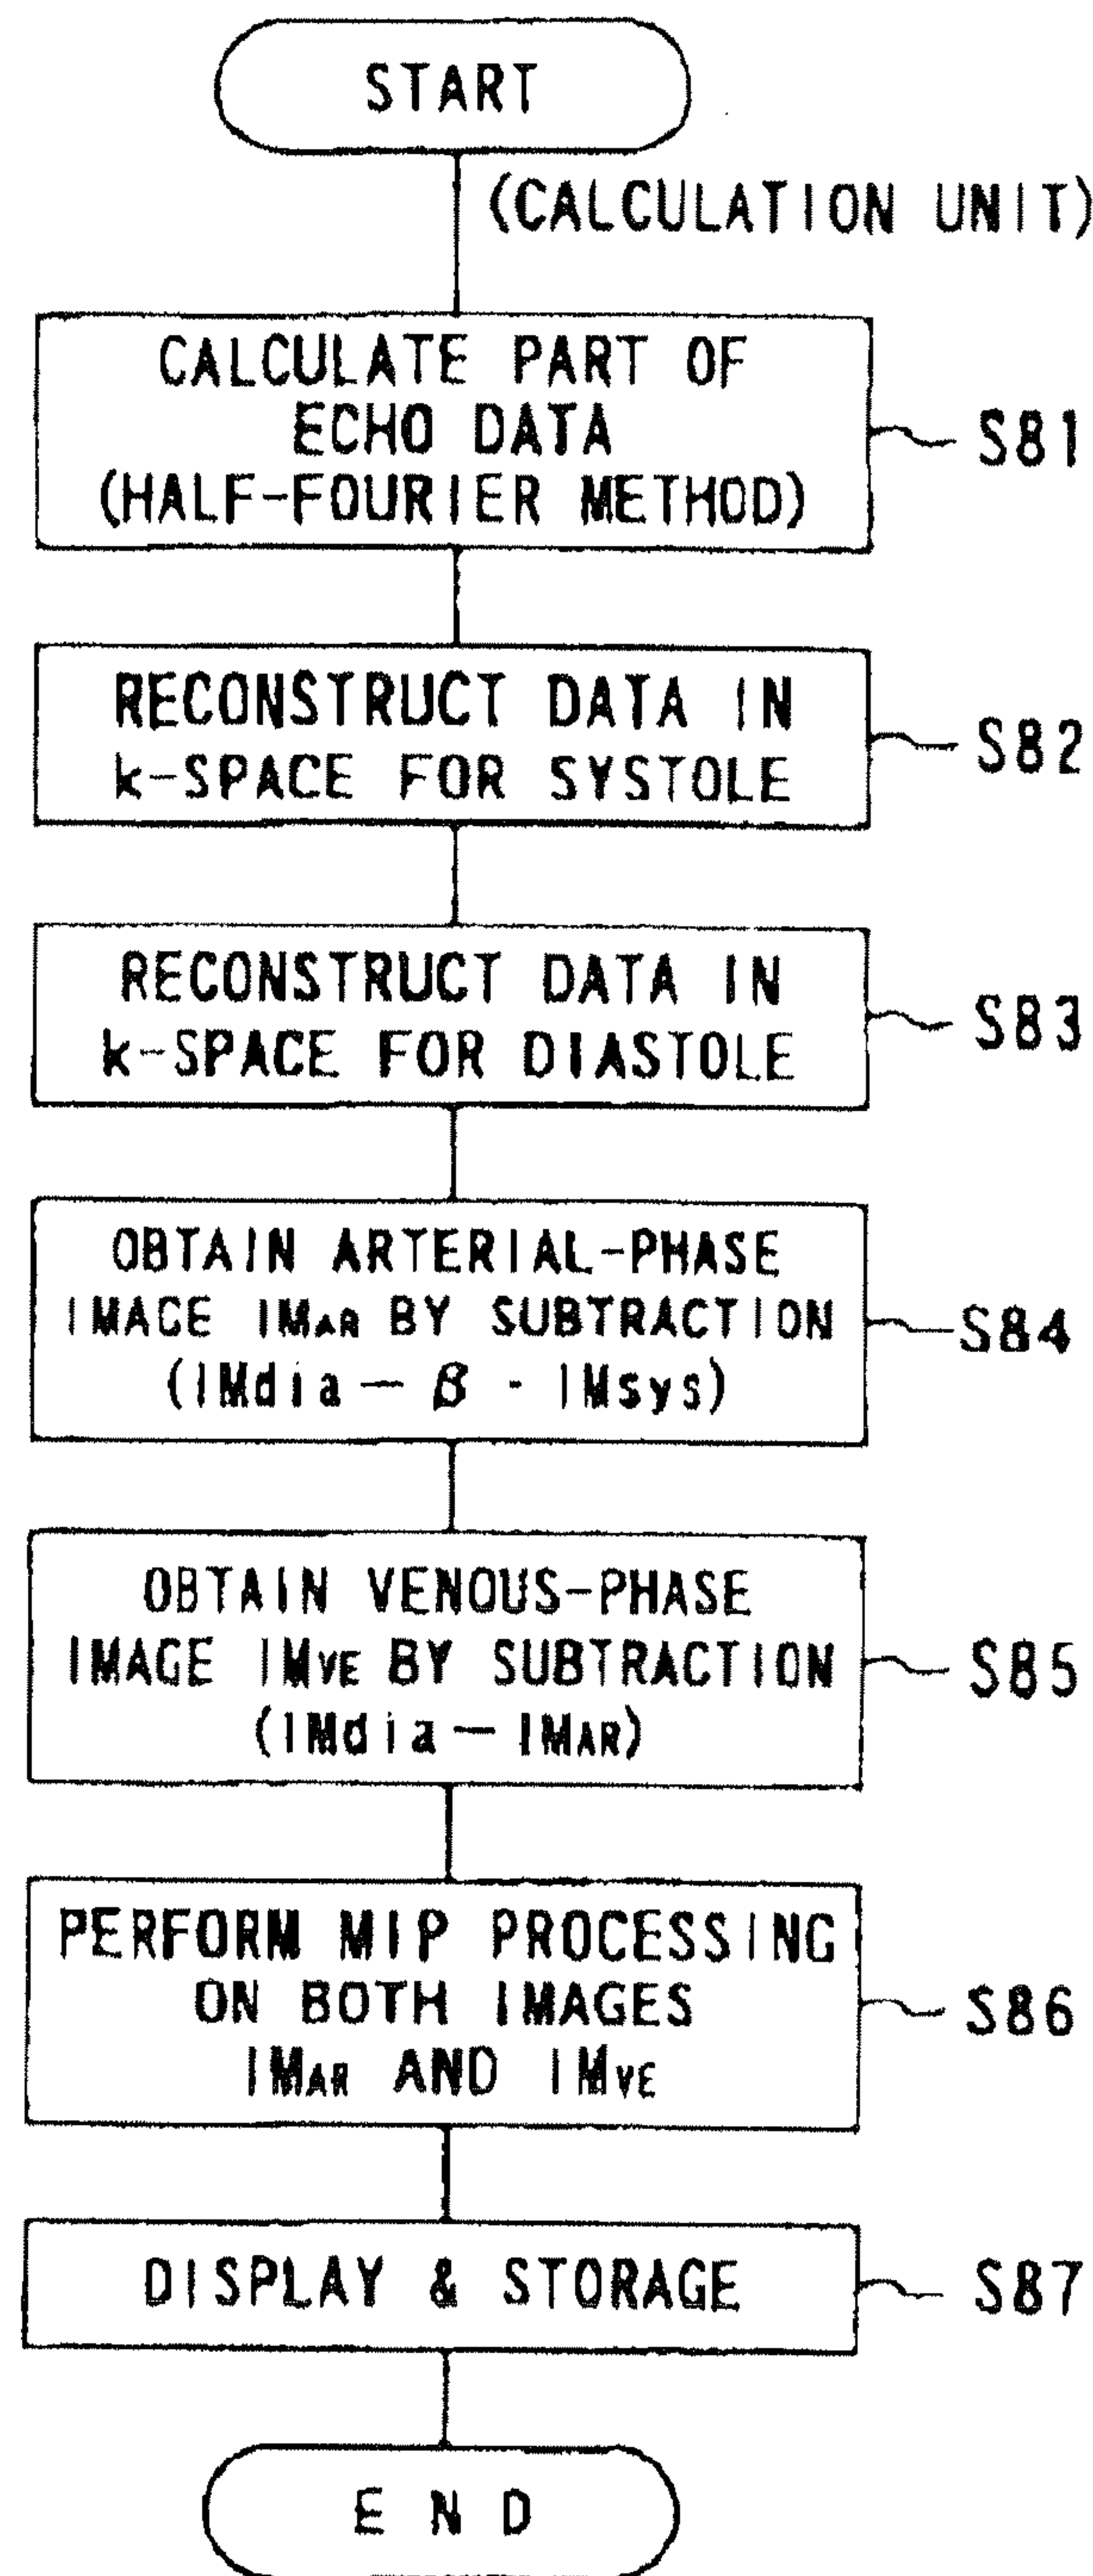 START
(CALCULATION UNIT)
CALCULATE PART OF
ECHO DATA
(HALF-FOURIER METHOD)
S81
RECONSTRUCT DATA IN
k-SPACE FOR SYSTOLE
S82
RECONSTRUCT DATA IN
k-SPACE FOR DIASTOLE
S83
OBTAIN ARTERIAL-PHASE
IMAGE IMAR BY SUBTRACTION
(IMdia — β · IMsys)
S84
OBTAIN VENOUS-PHASE
IMAGE IMVE BY SUBTRACTION
(IMdia — IMAR)
S85
PERFORM MIP PROCESSING
ON BOTH IMAGES
IMAR AND IMVE
S86
DISPLAY & STORAGE
S87
END